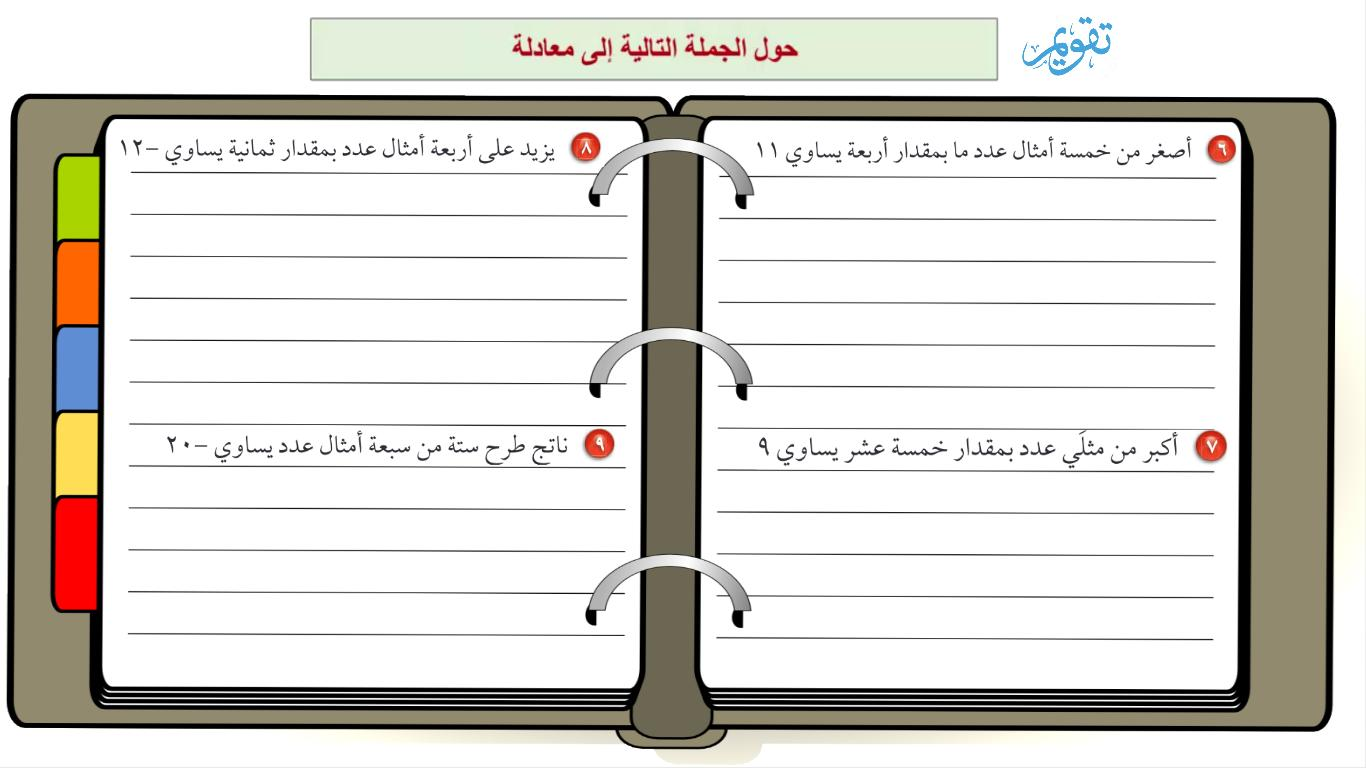 تقويم
حول الجملة التالية إلى معادلة
٦ أصغر من خمسة أمثال عدد ما بمقدار أربعة يساوي ١١
٧ أكبر من مثلَي عدد بمقدار خمسة عشر يساوي ٩
٨ يزيد على أربعة أمثال عدد بمقدار ثمانية يساوي −١٢
٩ ناتج طرح ستة من سبعة أمثال عدد يساوي −٢٠